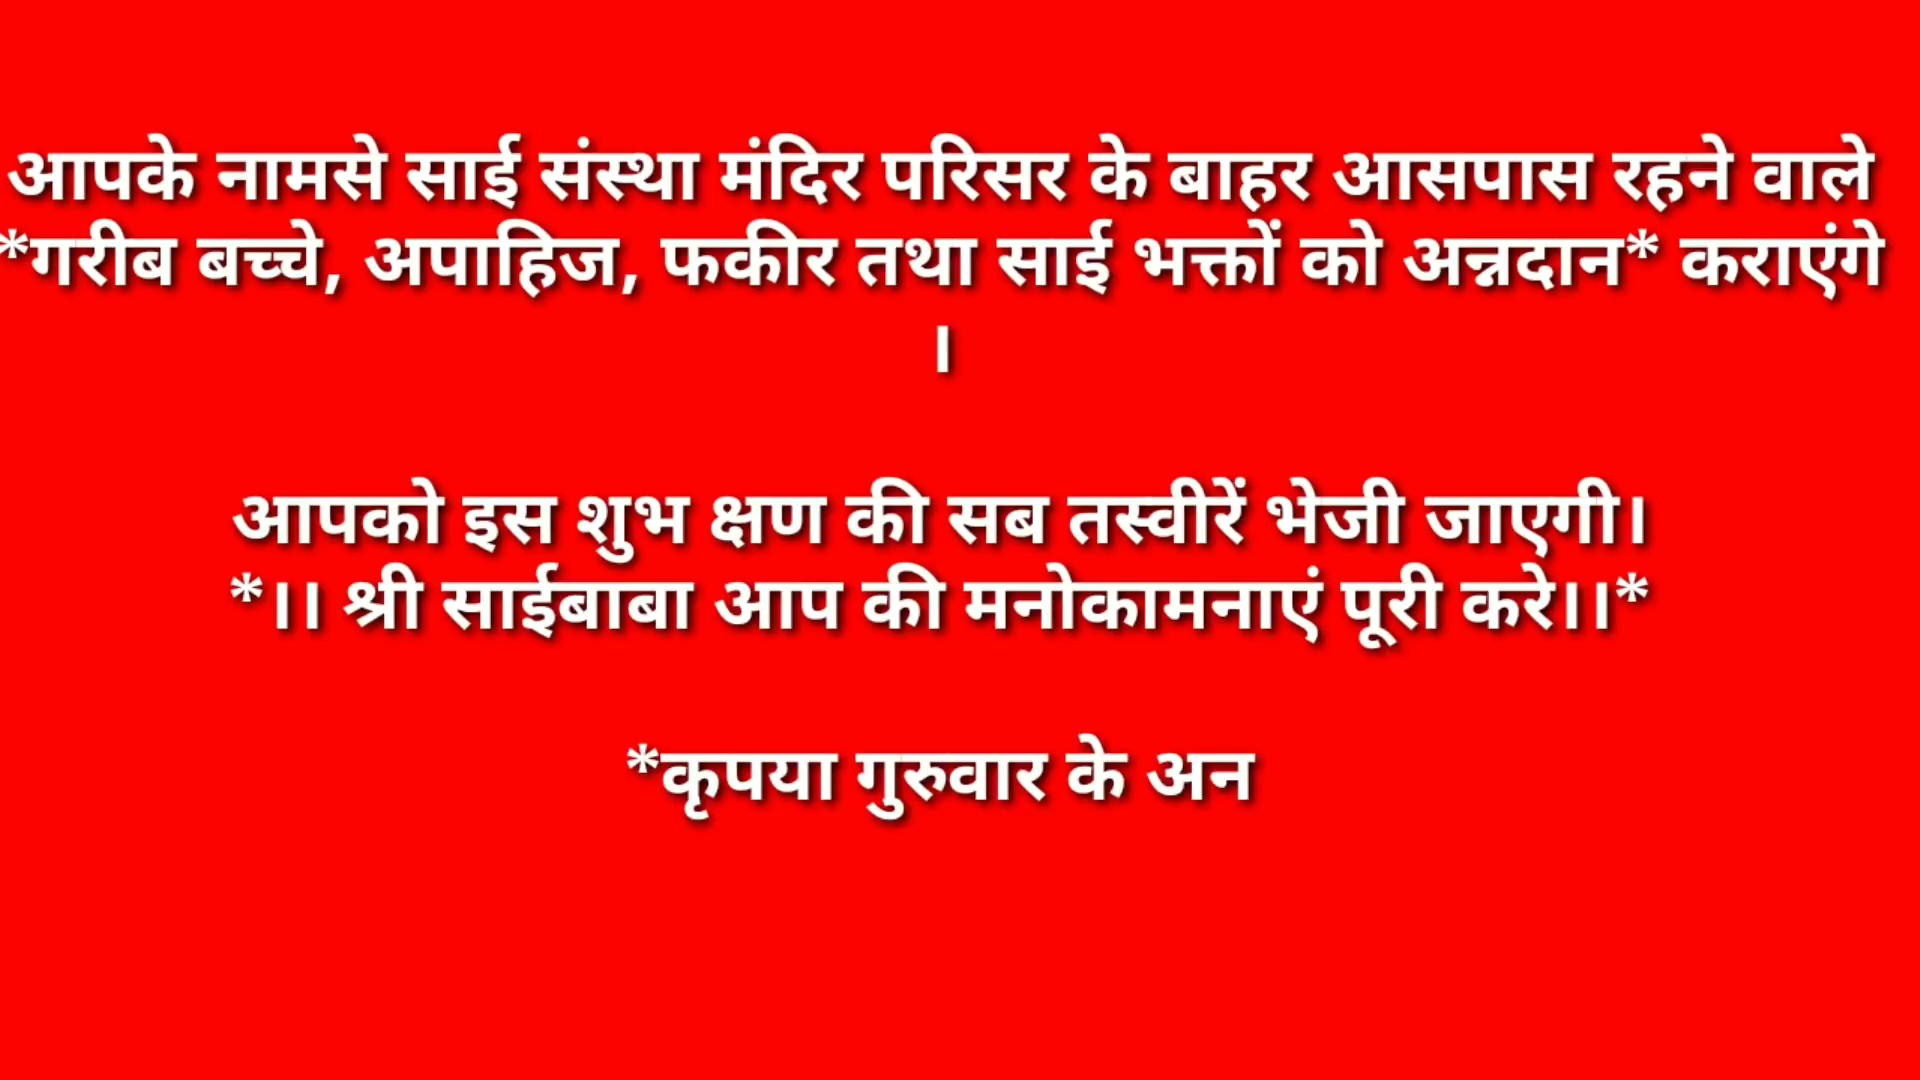 आपके नामसे साई संस्था मंदिर परिसर के बाहर आसपास रहने वाले
*गरीब बच्चे, अपाहिज, फकीर तथा साई भक्तों को अन्नदान* कराएंगे
।
आपको इस शुभ क्षण की सब तस्वीरें भेजी जाएगी।
*।। श्री साईबाबा आप की मनोकामनाएं पूरी करे।।*
*कृपया गुरुवार के अन